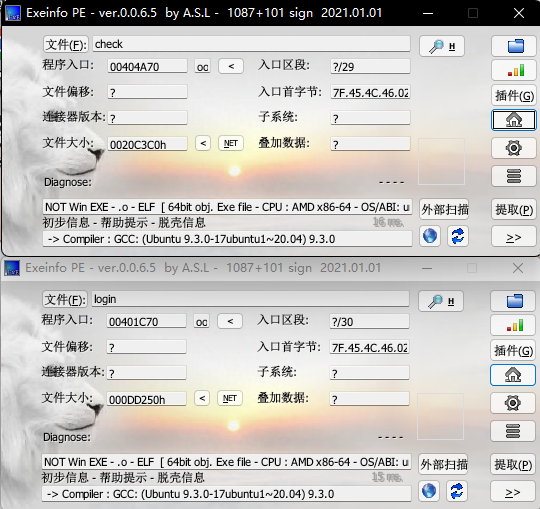 Exeinfo PE - ver.0.0.6.5 by A.S.L - 1087+101 sign 2021.01.01
文件(F): check
H
程序入口: 00404A70 oo < 入口区段: ?/29
文件偏移: ? 入口首字节: 7F.45.4C.46.02
插件(G)
连接器版本: ? 子系统: ?
文件大小: 0020C3C0h < NET 叠加数据: ?
Diagnose: ----
NOT Win EXE - .o - ELF [ 64bit obj. Exe file - CPU : AMD x86-64 - OS/ABI: u
外部扫描 提取(P)
初步信息 - 帮助提示 - 脱壳信息 16 ms.
-> Compiler : GCC: (Ubuntu 9.3.0-17ubuntu1~20.04) 9.3.0
>>
Exeinfo PE - ver.0.0.6.5 by A.S.L - 1087+101 sign 2021.01.01
文件(F): login
H
程序入口: 00401C70 oo < 入口区段: ?/30
文件偏移: ? 入口首字节: 7F.45.4C.46.02
插件(G)
连接器版本: ? 子系统: ?
文件大小: 000DD250h < NET 叠加数据: ?
Diagnose: ----
NOT Win EXE - .o - ELF [ 64bit obj. Exe file - CPU : AMD x86-64 - OS/ABI: u
外部扫描 提取(P)
初步信息 - 帮助提示 - 脱壳信息 15 ms.
-> Compiler : GCC: (Ubuntu 9.3.0-17ubuntu1~20.04) 9.3.0
>>